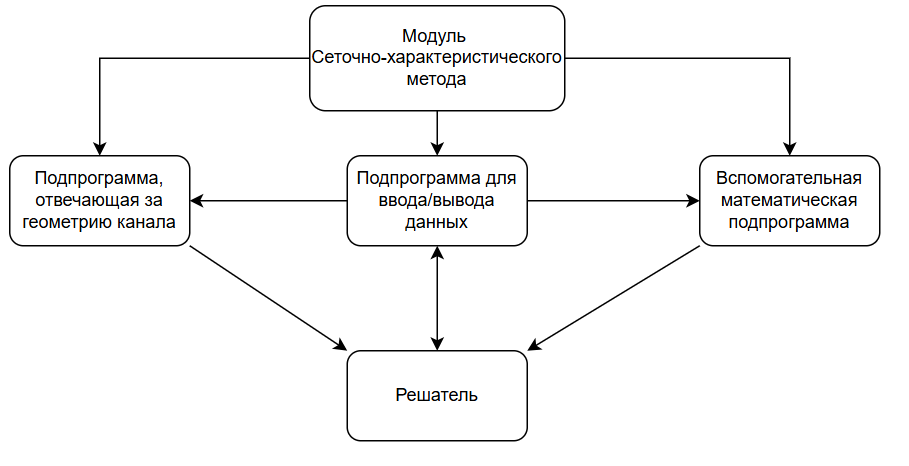 Модуль
Сеточно-характеристического
метода
Подпрограмма,
отвечающая за
геометрию канала
Подпрограмма для
ввода/вывода
данных
Вспомогательная
математическая
подпрограмма
Решатель